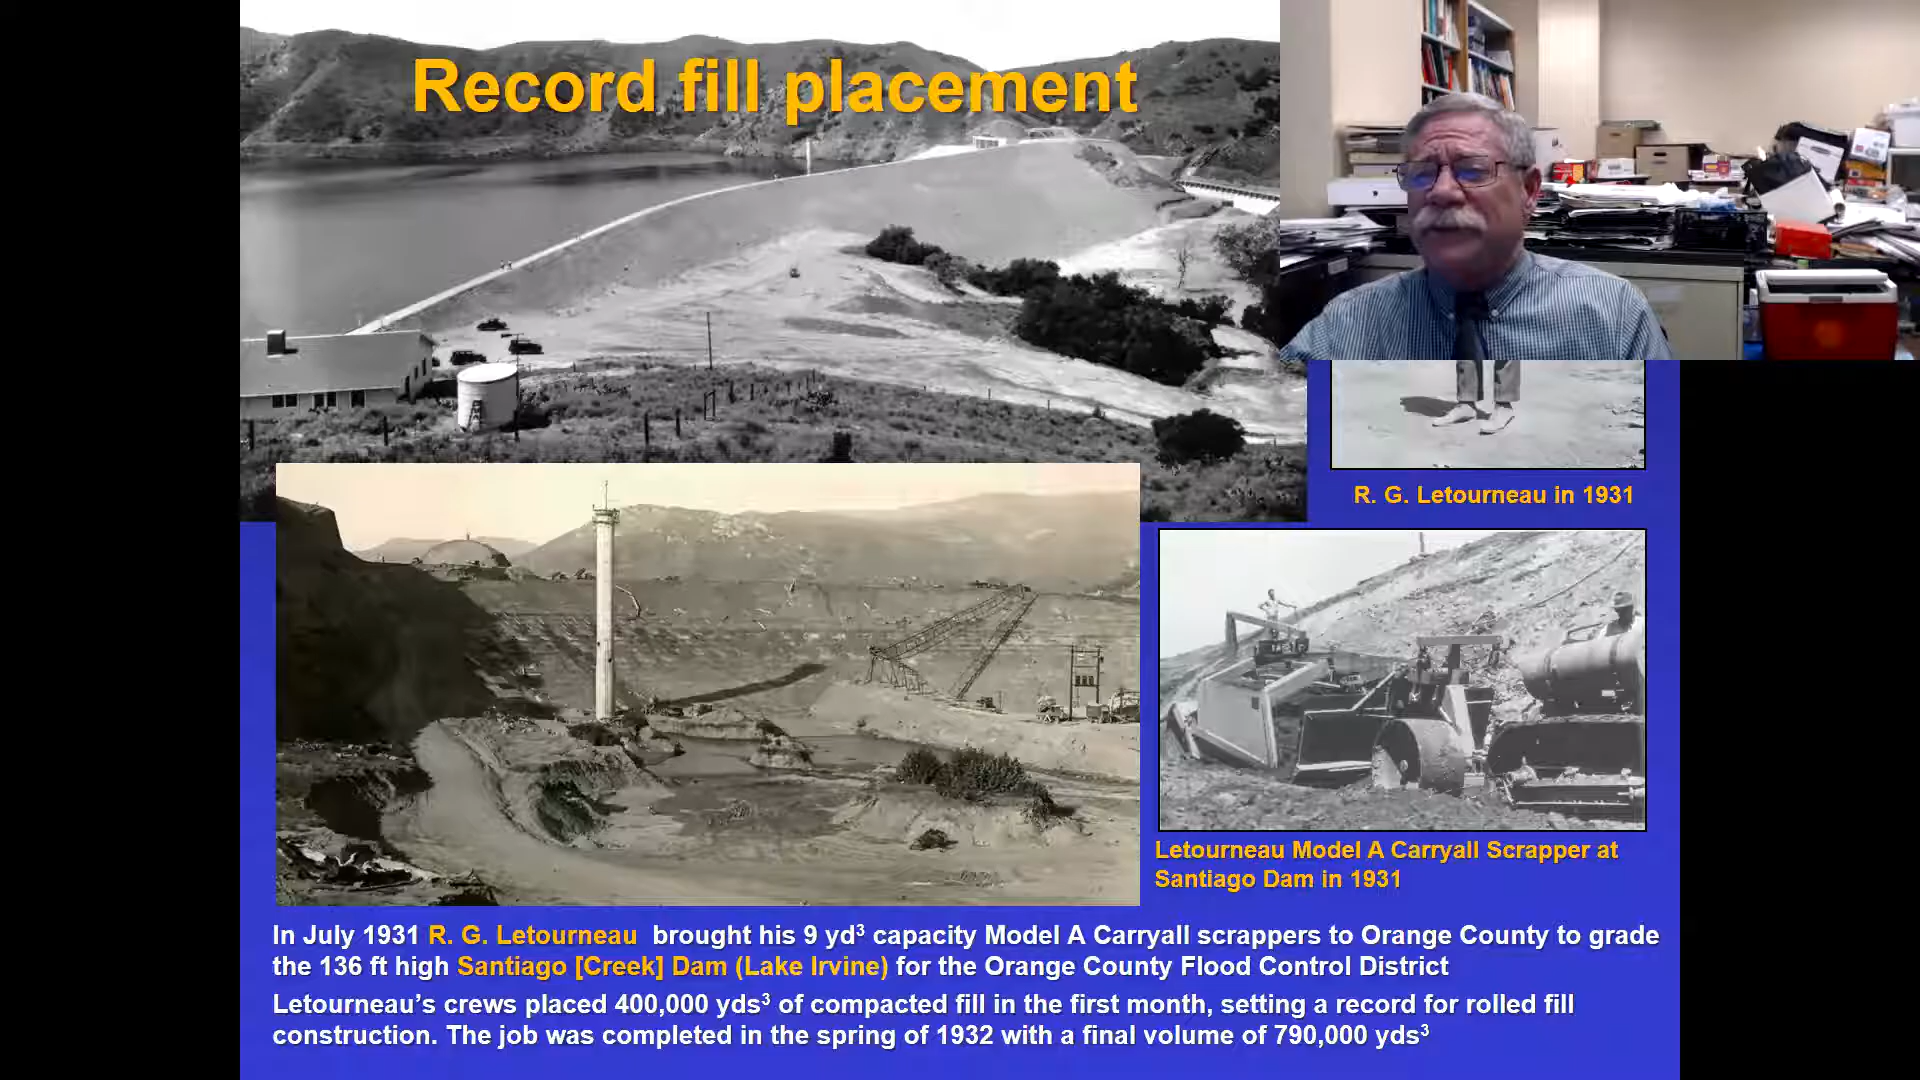 Record fill placement
R. G. Letourneau in 1931
Letourneau Model A Carryall Scrapper at
Santiago Dam in 1931
In July 1931 R. G. Letourneau brought his 9 yd³ capacity Model A Carryall scrappers to Orange County to grade
the 136 ft high Santiago [Creek] Dam (Lake Irvine) for the Orange County Flood Control District
Letourneau’s crews placed 400,000 yds³ of compacted fill in the first month, setting a record for rolled fill
construction. The job was completed in the spring of 1932 with a final volume of 790,000 yds³